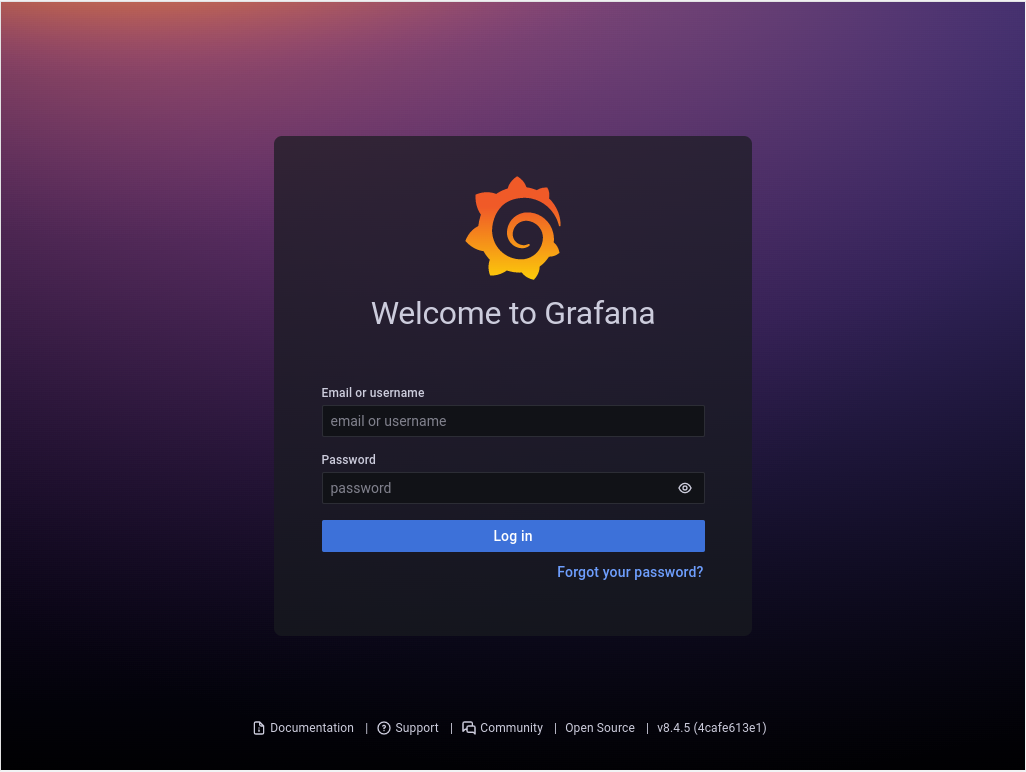 Welcome to Grafana
Email or username
email or username
Password
password
Log in
Forgot your password?
Documentation | Support | Community | Open Source | v8.4.5 (4cafe613e1)